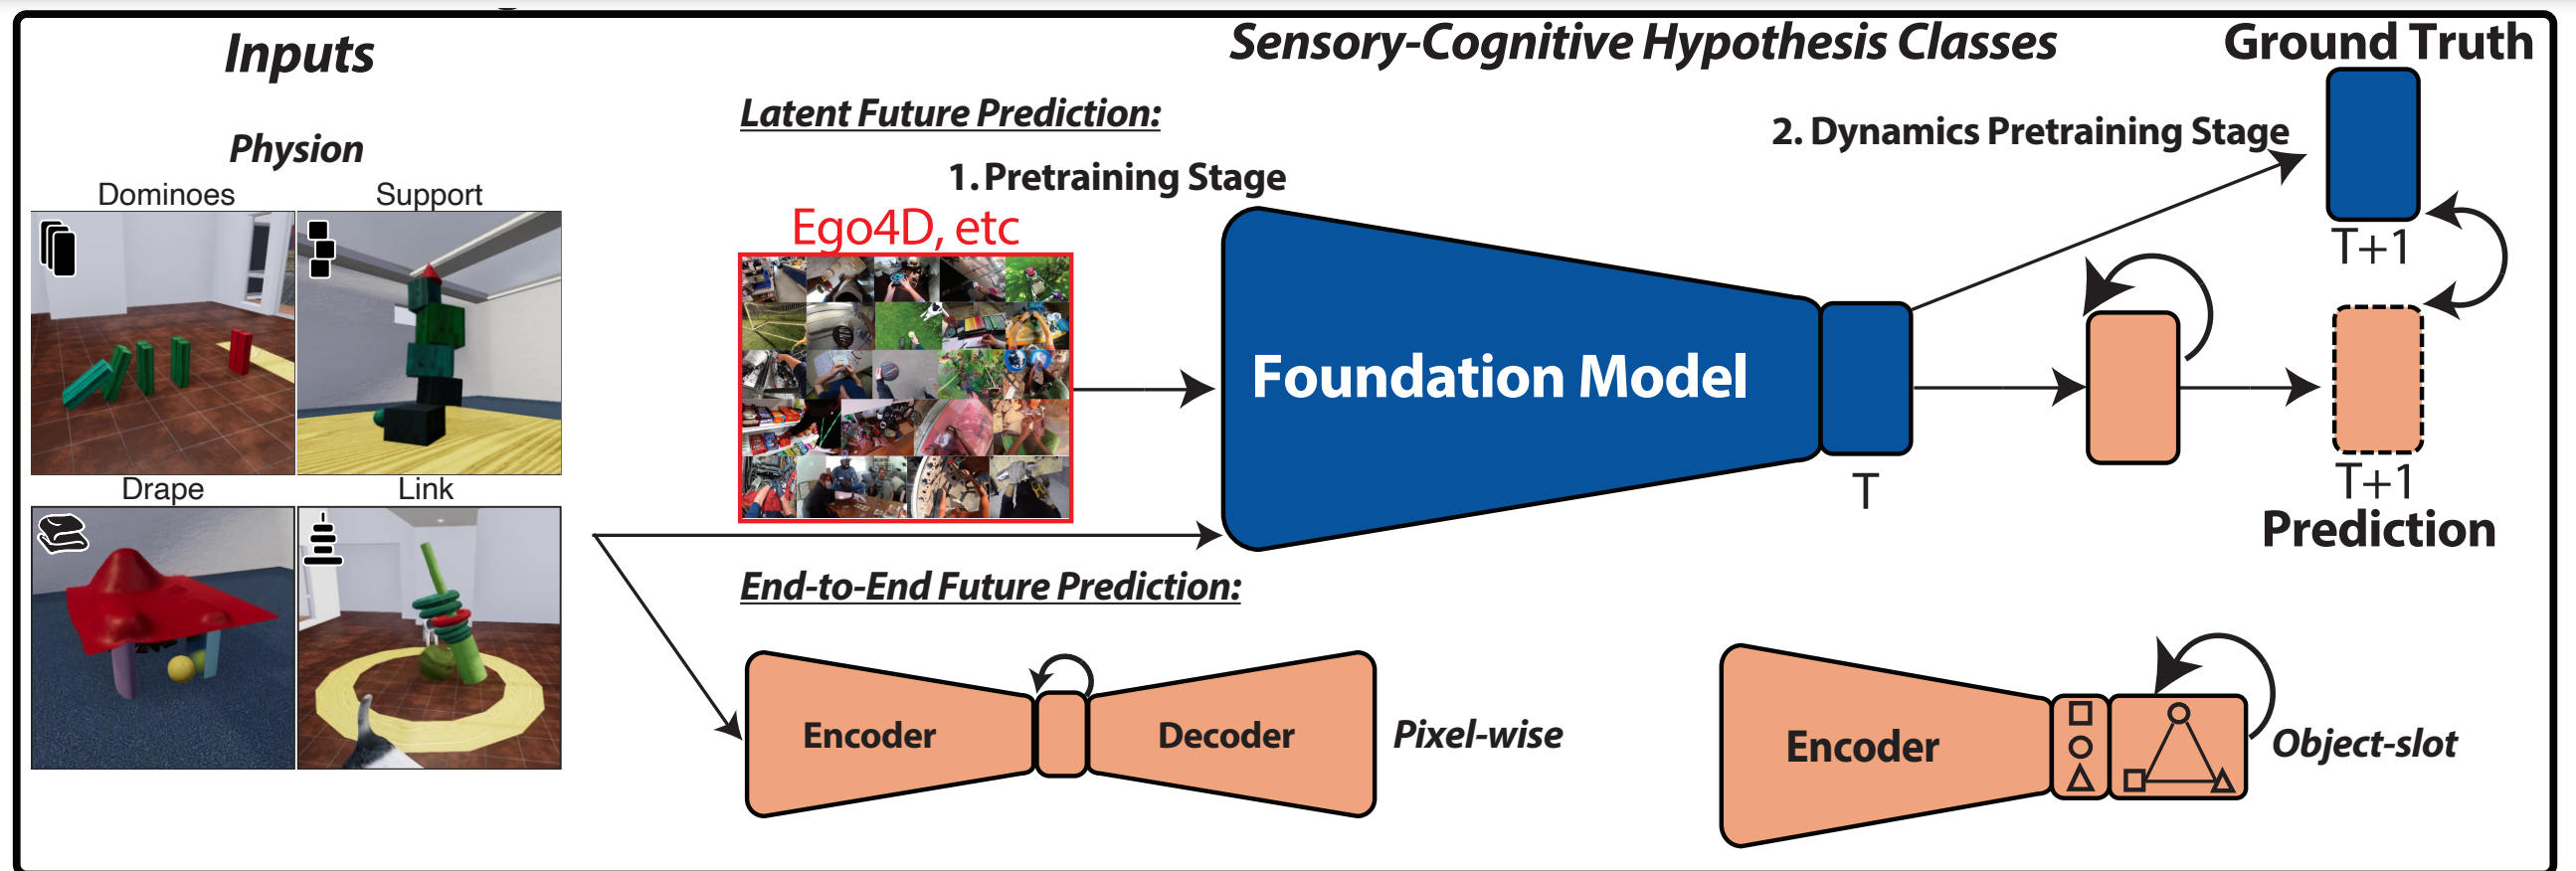 Inputs
Sensory-Cognitive Hypothesis Classes
Ground Truth
Physion
Dominoes
Support
Drape
Link
Latent Future Prediction:
1. Pretraining Stage
Ego4D, etc
Foundation Model
T
2. Dynamics Pretraining Stage
T+1
T+1
Prediction
End-to-End Future Prediction:
Encoder
Decoder
Pixel-wise
Encoder
Object-slot